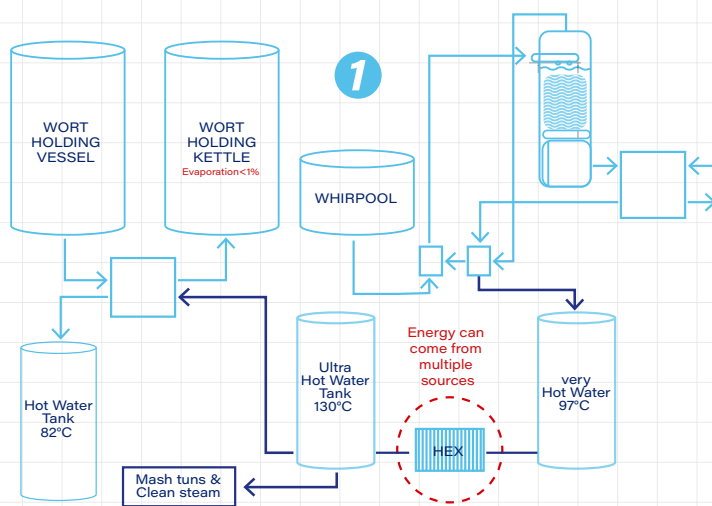 1
WORT
HOLDING
VESSEL
WORT
HOLDING
KETTLE
Evaporation<1%
WHIRPOOL
Energy can
come from
multiple
sources
Ultra
Hot Water
Tank
130°C
very
Hot Water
97°C
Hot Water
Tank
82°C
HEX
Mash tuns &
Clean steam